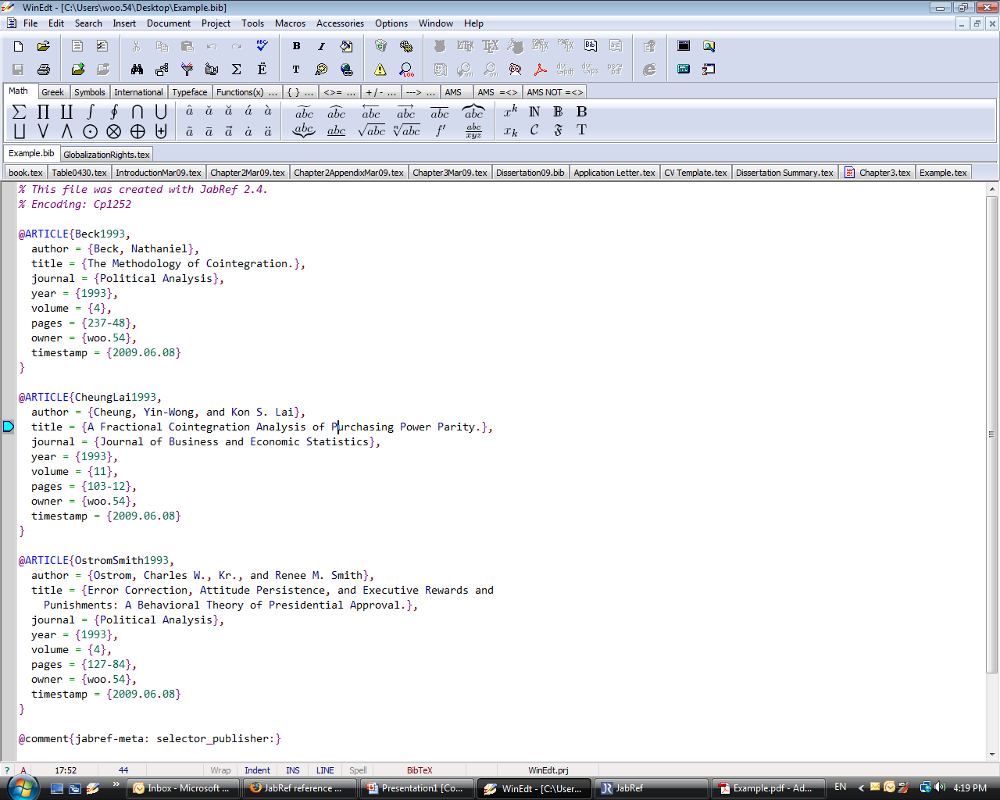 WinEdt - [C:\Users\woo.54\Desktop\Example.bib]
File Edit Search Insert Document Project Tools Macros Accessories Options Window Help
Math Greek Symbols International Typeface Functions(x) ... { } ... <>= ... + / - ... ---> ... AMS AMS =<> AMS NOT =<>
Example.bib GlobalizationRights.tex
book.tex Table0430.tex IntroductionMar09.tex Chapter2Mar09.tex Chapter2AppendixMar09.tex Chapter3Mar09.tex Dissertation09.bib Application Letter.tex CV Template.tex Dissertation Summary.tex Chapter3.tex Example.tex
% This file was created with JabRef 2.4.
% Encoding: Cp1252
@ARTICLE{Beck1993,
author = {Beck, Nathaniel},
title = {The Methodology of Cointegration.},
journal = {Political Analysis},
year = {1993},
volume = {4},
pages = {237-48},
owner = {woo.54},
timestamp = {2009.06.08}
}
@ARTICLE{CheungLai1993,
author = {Cheung, Yin-Wong, and Kon S. Lai},
title = {A Fractional Cointegration Analysis of Purchasing Power Parity.},
journal = {Journal of Business and Economic Statistics},
year = {1993},
volume = {11},
pages = {103-12},
owner = {woo.54},
timestamp = {2009.06.08}
}
@ARTICLE{OstromSmith1993,
author = {Ostrom, Charles W., Kr., and Renee M. Smith},
title = {Error Correction, Attitude Persistence, and Executive Rewards and
Punishments: A Behavioral Theory of Presidential Approval.},
journal = {Political Analysis},
year = {1993},
volume = {4},
pages = {127-84},
owner = {woo.54},
timestamp = {2009.06.08}
}
@comment{jabref-meta: selector_publisher:}
? A 17:52 44 Wrap Indent INS LINE Spell BibTeX WinEdt.prj
Inbox - Microsoft ... JabRef reference ... Presentation1 [Co... WinEdt - [C:\User... JabRef Example.pdf - Ad... EN 4:19 PM